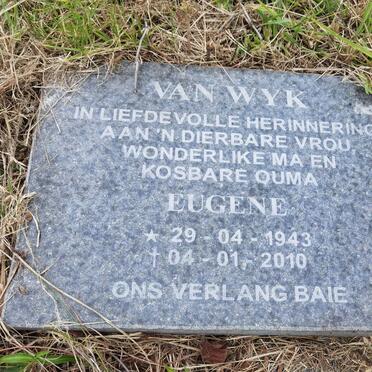 VAN WYK
IN LIEFDEVOLLE HERINNERING
AAN 'N DIERBARE VROU,
WONDERLIKE MA EN
KOSBARE OUMA
EUGENE
★ 29 - 04 - 1943
† 04 - 01 - 2010
ONS VERLANG BAIE